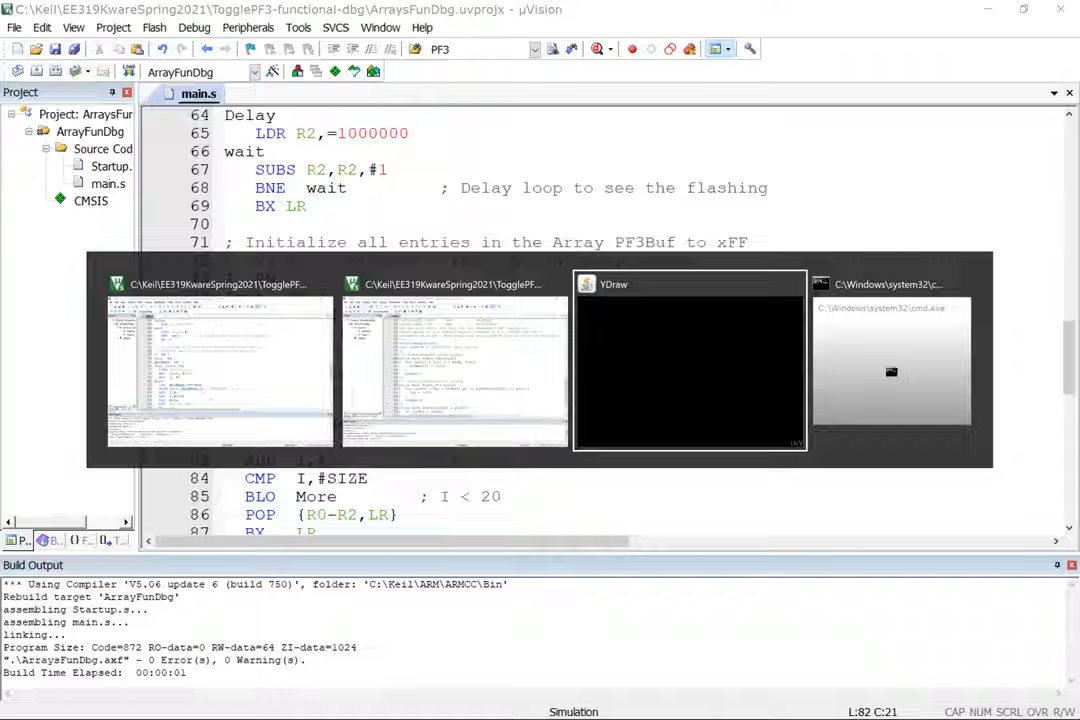 C:\Keil\EE319KwareSpring2021\TogglePF3-functional-dbg\ArraysFunDbg.uvprojx - µVision
File Edit View Project Flash Debug Peripherals Tools SVCS Window Help
PF3
ArrayFunDbg
Project
main.s
Project: ArraysFur
ArrayFunDbg
Source Cod
Startup.
main.s
CMSIS
64 Delay
65 LDR R2,=1000000
66 wait
67 SUBS R2,R2,#1
68 BNE wait ; Delay loop to see the flashing
69 BX LR
70
71 ; Initialize all entries in the Array PF3Buf to xFF
C:\Keil\EE319KwareSpring2021\TogglePF...
C:\Keil\EE319KwareSpring2021\TogglePF...
YDraw
C:\Windows\system32\c...
C:\Windows\system32\cmd.exe
84 CMP I,#SIZE
85 BLO More ; I < 20
86 POP {R0-R2,LR}
87 BX LR
P.. B.. {} F.. T..
Build Output
*** Using Compiler 'V5.06 update 6 (build 750)', folder: 'C:\Keil\ARM\ARMCC\Bin'
Rebuild target 'ArrayFunDbg'
assembling Startup.s...
assembling main.s...
linking...
Program Size: Code=872 RO-data=0 RW-data=64 ZI-data=1024
".\ArraysFunDbg.axf" - 0 Error(s), 0 Warning(s).
Build Time Elapsed: 00:00:01
Simulation L:82 C:21 CAP NUM SCRL OVR R/W